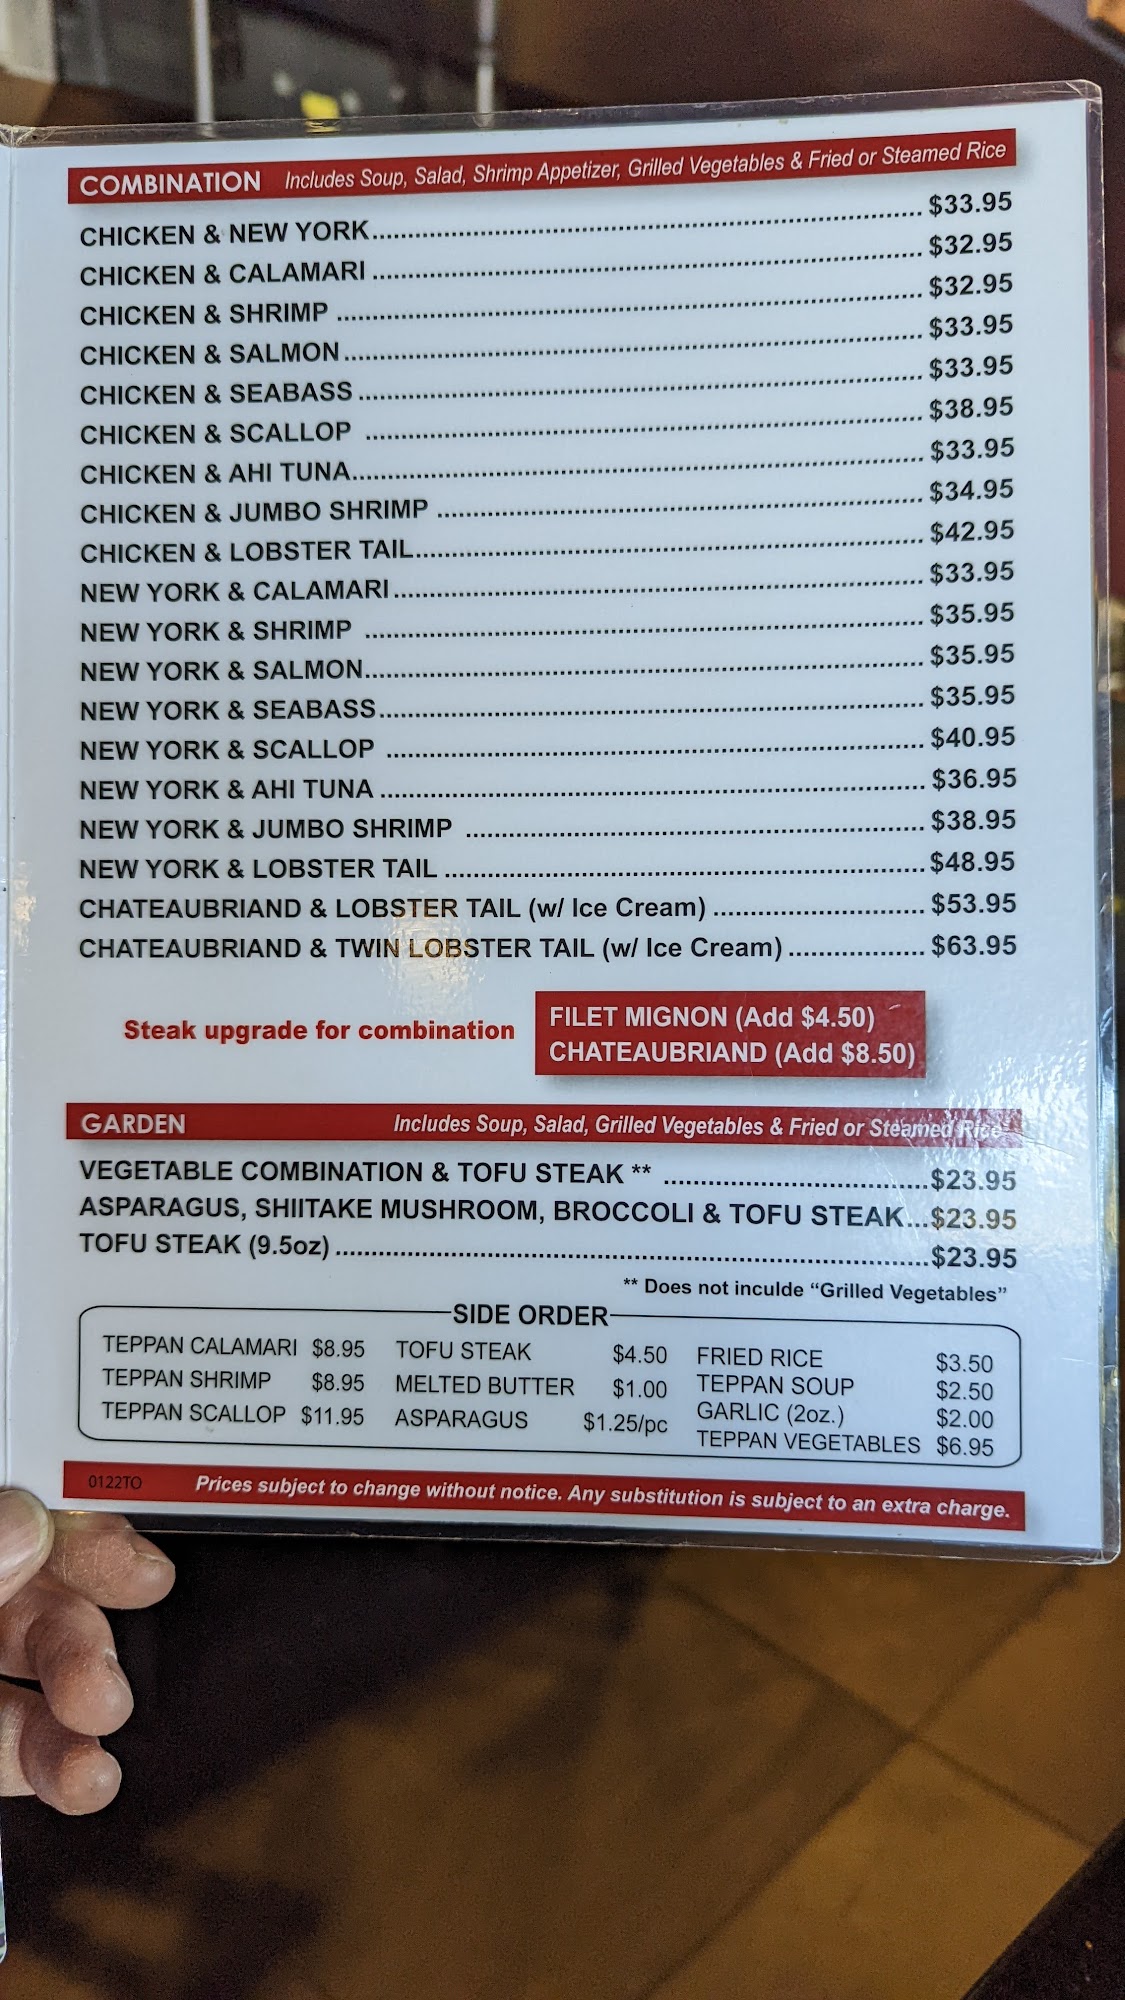 COMBINATION Includes Soup, Salad, Shrimp Appetizer, Grilled Vegetables & Fried or Steamed Rice
CHICKEN & NEW YORK $33.95
CHICKEN & CALAMARI $32.95
CHICKEN & SHRIMP $32.95
CHICKEN & SALMON $33.95
CHICKEN & SEABASS $33.95
CHICKEN & SCALLOP $38.95
CHICKEN & AHI TUNA $33.95
CHICKEN & JUMBO SHRIMP $34.95
CHICKEN & LOBSTER TAIL $42.95
NEW YORK & CALAMARI $33.95
NEW YORK & SHRIMP $35.95
NEW YORK & SALMON $35.95
NEW YORK & SEABASS $35.95
NEW YORK & SCALLOP $40.95
NEW YORK & AHI TUNA $36.95
NEW YORK & JUMBO SHRIMP $38.95
NEW YORK & LOBSTER TAIL $48.95
CHATEAUBRIAND & LOBSTER TAIL (w/ Ice Cream) $53.95
CHATEAUBRIAND & TWIN LOBSTER TAIL (w/ Ice Cream) $63.95
Steak upgrade for combination
FILET MIGNON (Add $4.50)
CHATEAUBRIAND (Add $8.50)
GARDEN Includes Soup, Salad, Grilled Vegetables & Fried or Steamed Rice
VEGETABLE COMBINATION & TOFU STEAK ** $23.95
ASPARAGUS, SHIITAKE MUSHROOM, BROCCOLI & TOFU STEAK $23.95
TOFU STEAK (9.5oz) $23.95
** Does not inculde “Grilled Vegetables”
SIDE ORDER
TEPPAN CALAMARI $8.95
TEPPAN SHRIMP $8.95
TEPPAN SCALLOP $11.95
TOFU STEAK $4.50
MELTED BUTTER $1.00
ASPARAGUS $1.25/pc
FRIED RICE $3.50
TEPPAN SOUP $2.50
GARLIC (2oz.) $2.00
TEPPAN VEGETABLES $6.95
0122TO Prices subject to change without notice. Any substitution is subject to an extra charge.